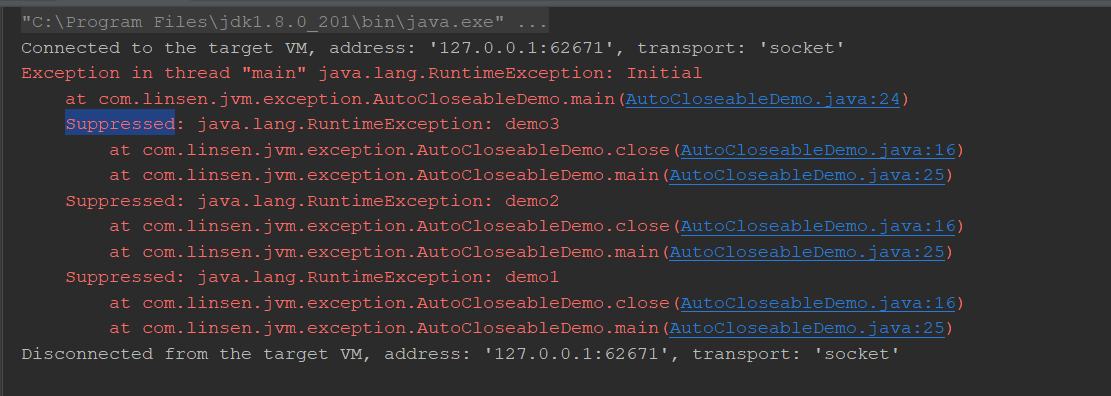 "C:\Program Files\jdk1.8.0_201\bin\java.exe" ...
Connected to the target VM, address: '127.0.0.1:62671', transport: 'socket'
Exception in thread "main" java.lang.RuntimeException: Initial
at com.linsen.jvm.exception.AutoCloseableDemo.main(AutoCloseableDemo.java:24)
Suppressed: java.lang.RuntimeException: demo3
at com.linsen.jvm.exception.AutoCloseableDemo.close(AutoCloseableDemo.java:16)
at com.linsen.jvm.exception.AutoCloseableDemo.main(AutoCloseableDemo.java:25)
Suppressed: java.lang.RuntimeException: demo2
at com.linsen.jvm.exception.AutoCloseableDemo.close(AutoCloseableDemo.java:16)
at com.linsen.jvm.exception.AutoCloseableDemo.main(AutoCloseableDemo.java:25)
Suppressed: java.lang.RuntimeException: demo1
at com.linsen.jvm.exception.AutoCloseableDemo.close(AutoCloseableDemo.java:16)
at com.linsen.jvm.exception.AutoCloseableDemo.main(AutoCloseableDemo.java:25)
Disconnected from the target VM, address: '127.0.0.1:62671', transport: 'socket'